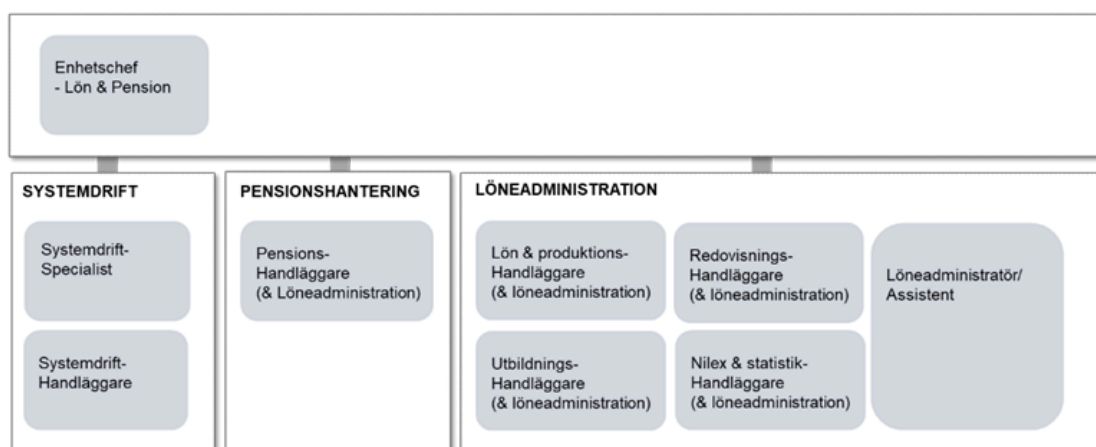 Enhetschef
- Lön & Pension
SYSTEMDRIFT
Systemdrift-
Specialist
Systemdrift-
Handläggare
PENSIONSHANTERING
Pensions-
Handläggare
(& Löneadministration)
LÖNEADMINISTRATION
Lön & produktions-
Handläggare
(& löneadministration)
Redovisnings-
Handläggare
(& löneadministration)
Löneadministratör/
Assistent
Utbildnings-
Handläggare
(& löneadministration)
Nilex & statistik-
Handläggare
(& löneadministration)